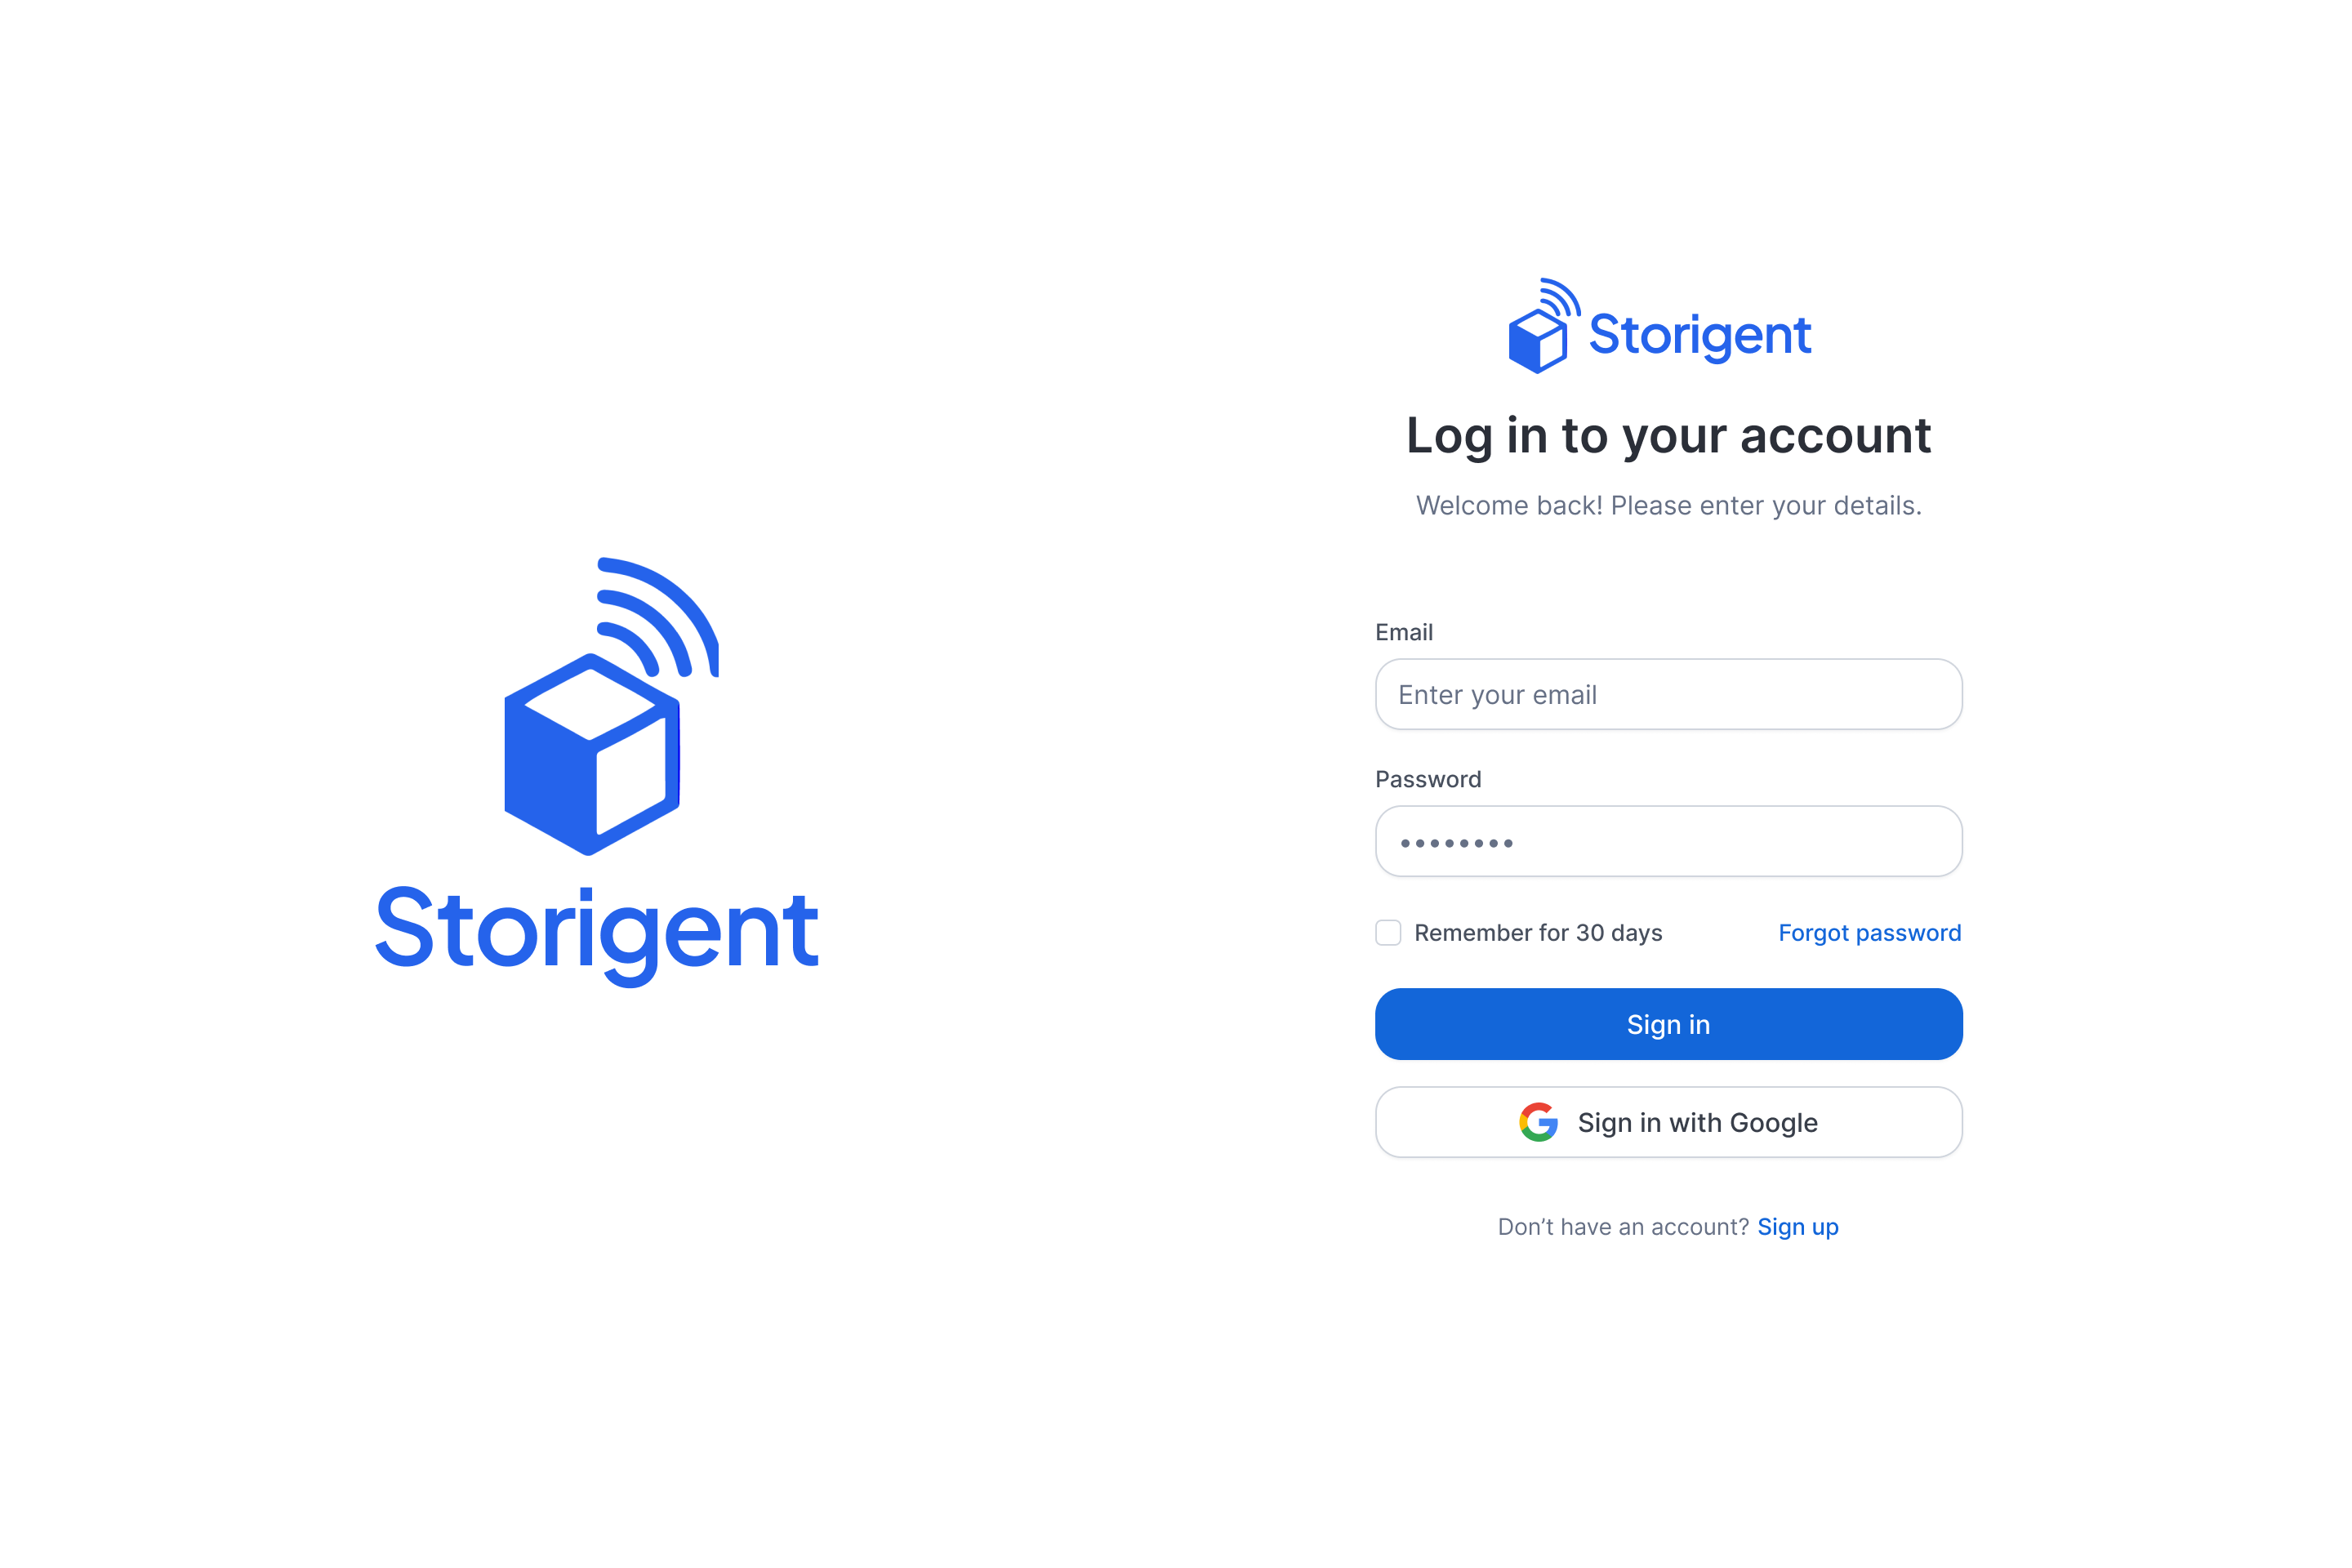 Storigent
Storigent
Log in to your account
Welcome back! Please enter your details.
Email
Enter your email
Password
••••••••
Remember for 30 days
Forgot password
Sign in
Sign in with Google
Don’t have an account? Sign up